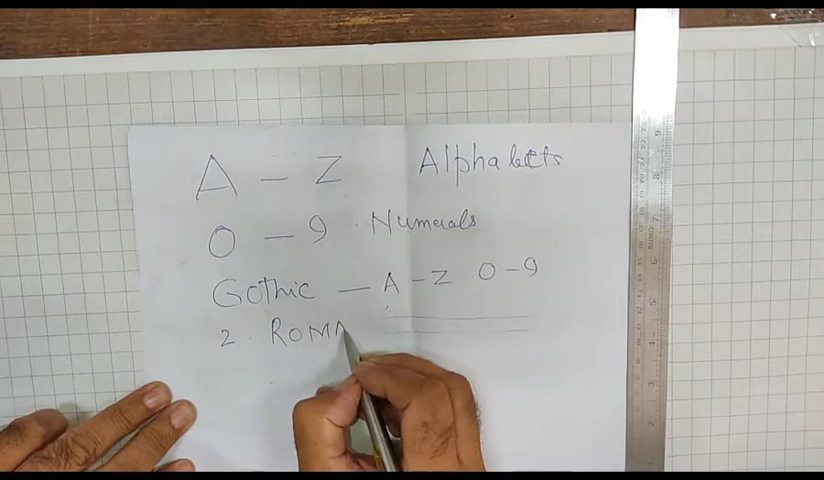 A - Z Alphabets
0 - 9 Numerals
Gothic - A - Z 0 - 9
2. ROMA